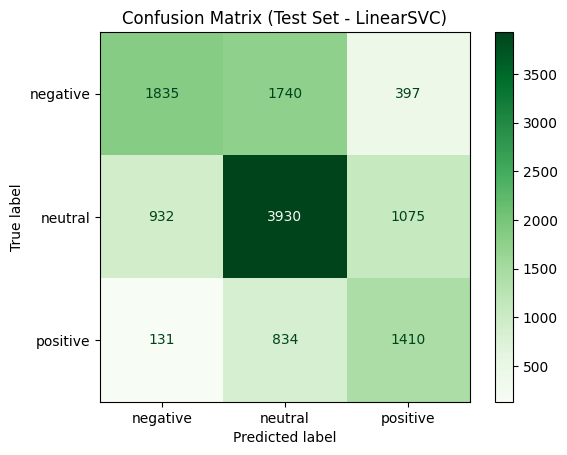 Confusion Matrix (Test Set - LinearSVC)
negative 1835 1740 397
neutral 932 3930 1075
positive 131 834 1410
negative neutral positive
Predicted label
True label
3500
3000
2500
2000
1500
1000
500